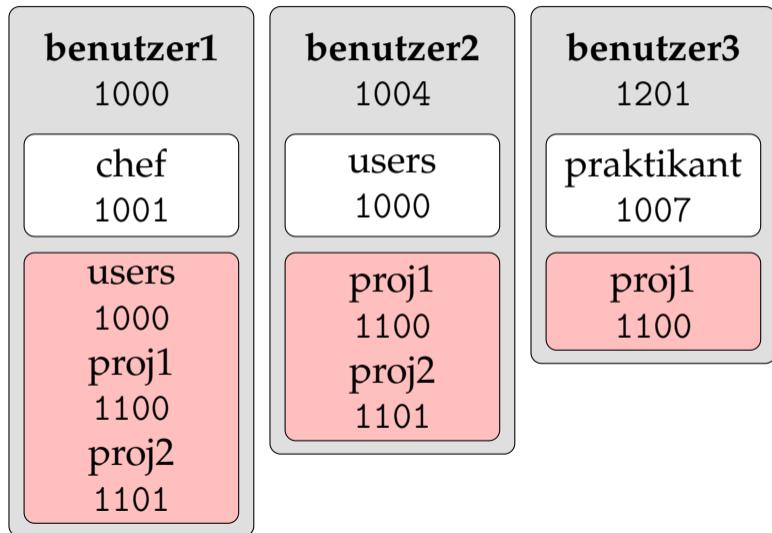 benutzer1
1000
chef
1001
users
1000
proj1
1100
proj2
1101
benutzer2
1004
users
1000
proj1
1100
proj2
1101
benutzer3
1201
praktikant
1007
proj1
1100